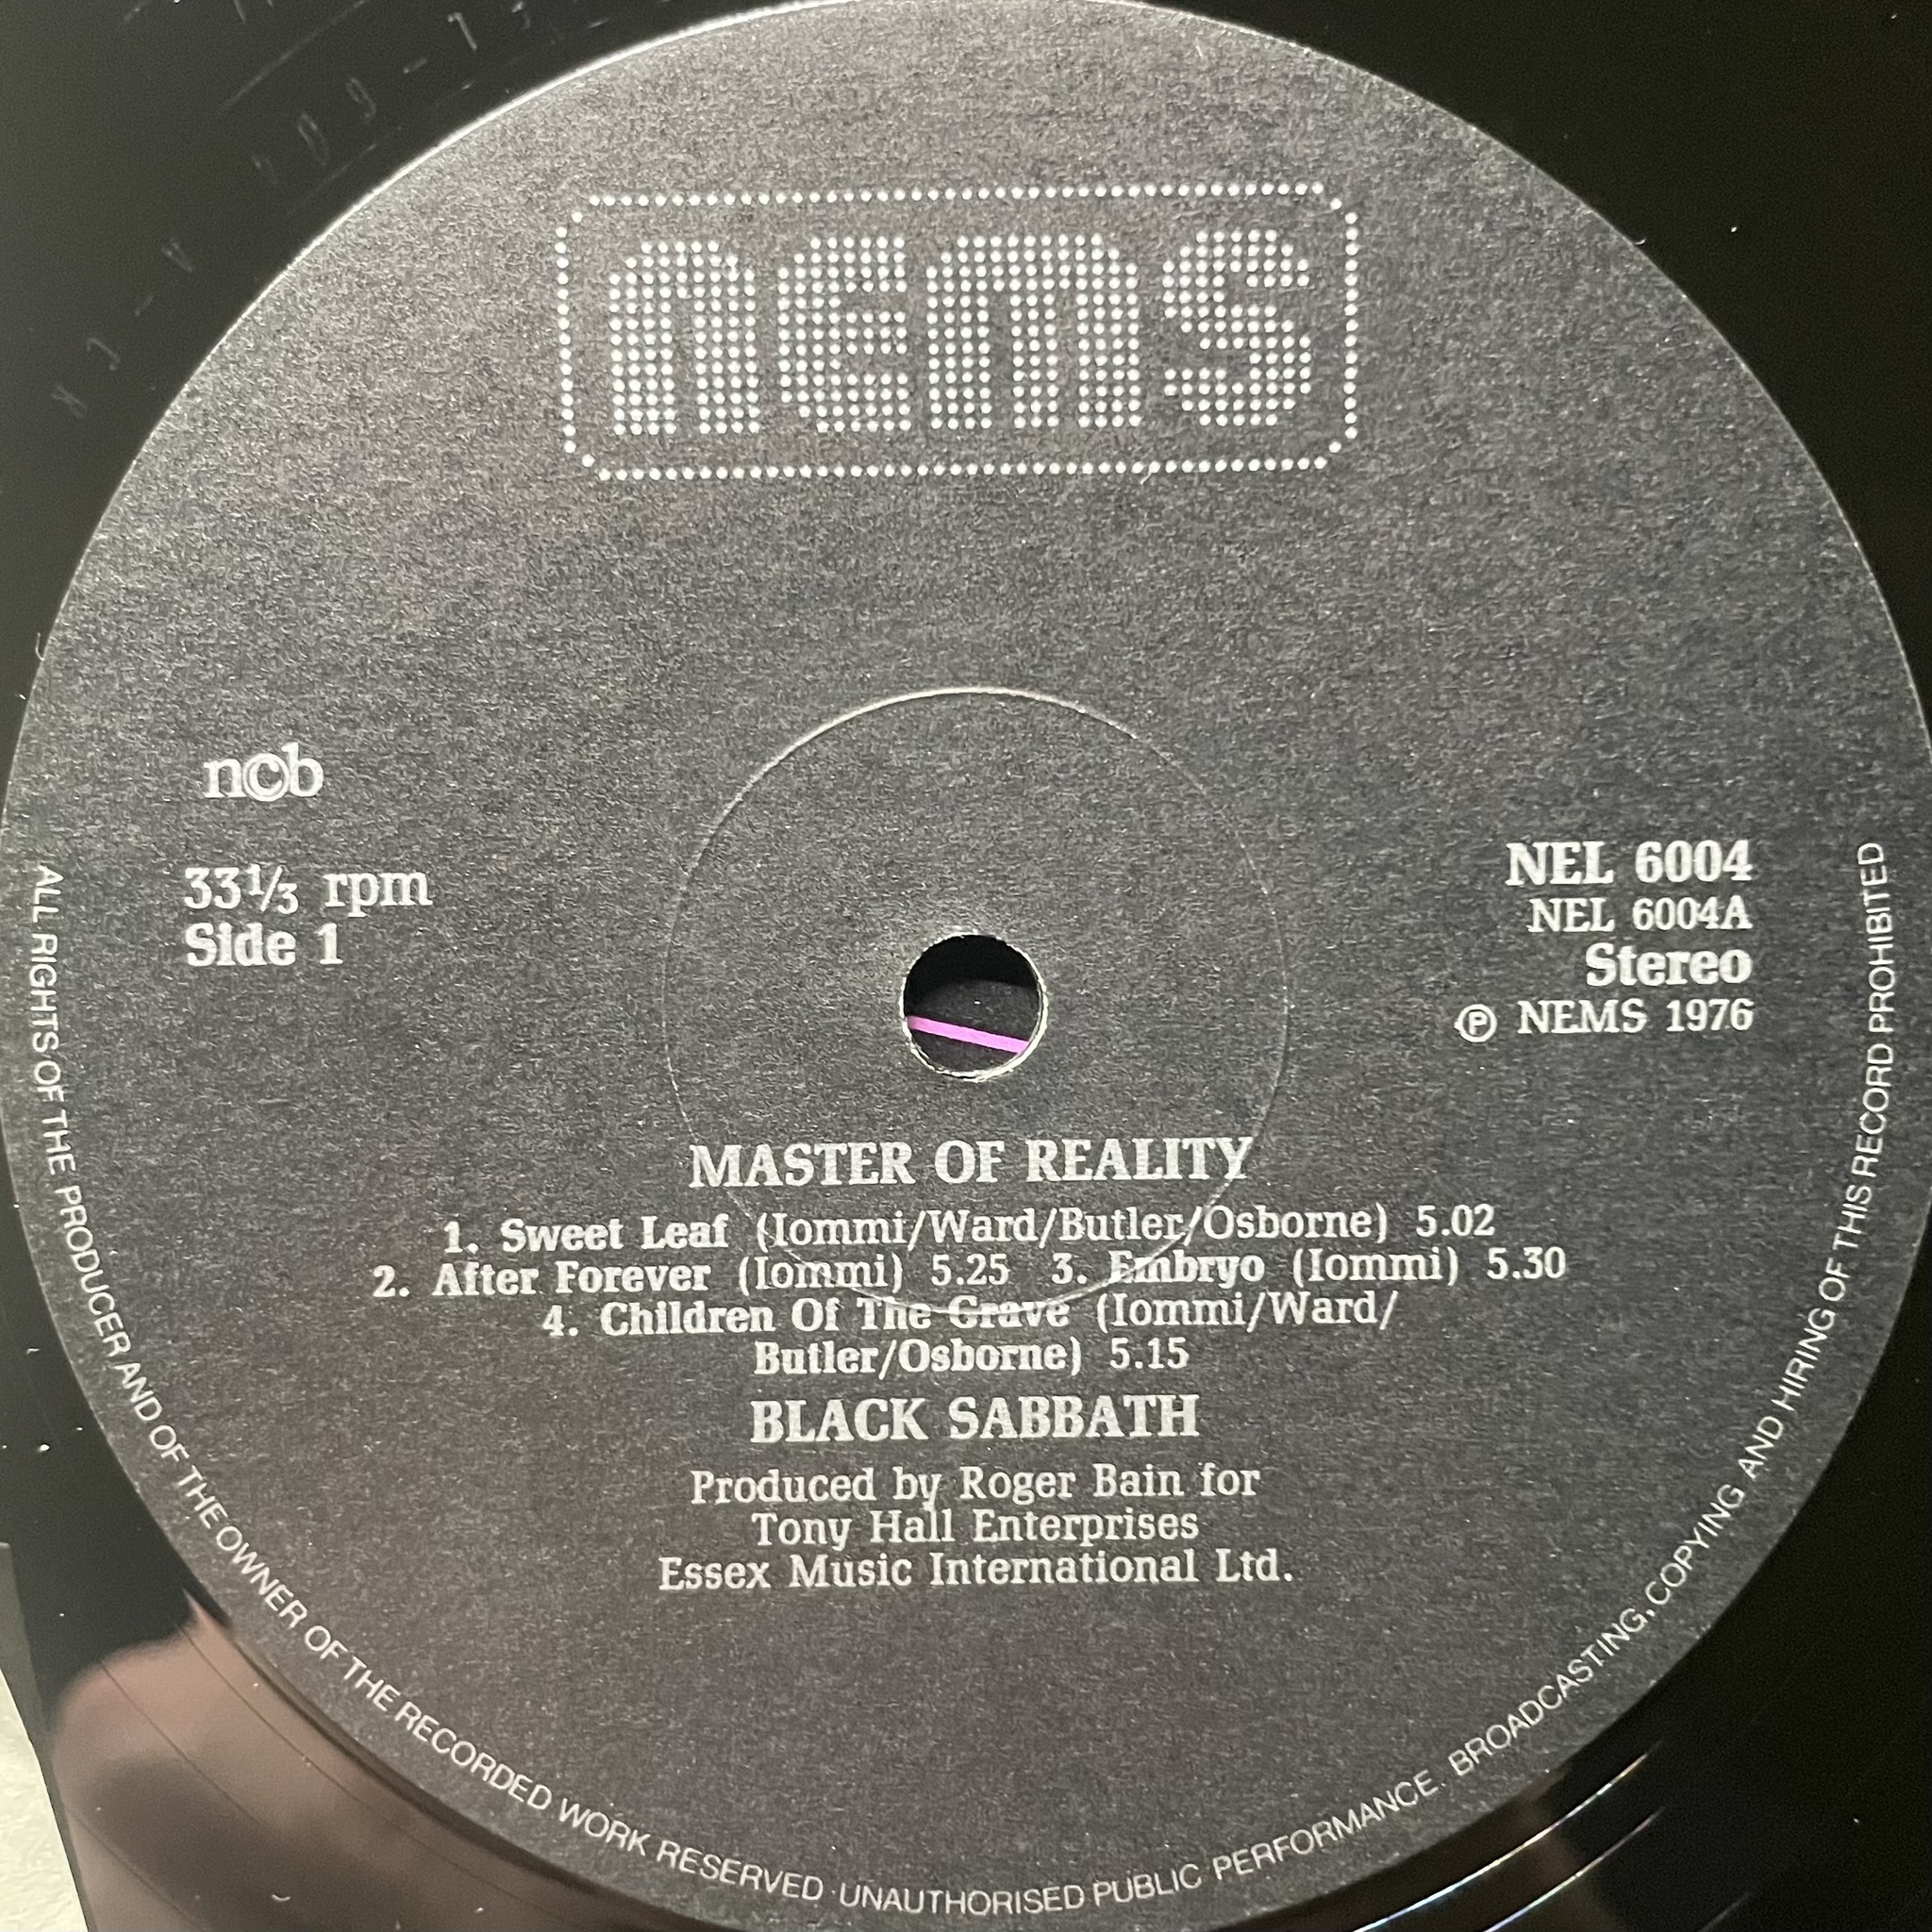 nems
n©b
33⅓ rpm
Side 1
NEL 6004
NEL 6004A
Stereo
℗ NEMS 1976
MASTER OF REALITY
1. Sweet Leaf (Iommi/Ward/Butler/Osborne) 5.02
2. After Forever (Iommi) 5.25 3. Embryo (Iommi) 5.30
4. Children Of The Grave (Iommi/Ward/
Butler/Osborne) 5.15
BLACK SABBATH
Produced by Roger Bain for
Tony Hall Enterprises
Essex Music International Ltd.
ALL RIGHTS OF THE PRODUCER AND OF THE OWNER OF THE RECORDED WORK RESERVED · UNAUTHORISED PUBLIC PERFORMANCE. BROADCASTING, COPYING AND HIRING OF THIS RECORD PROHIBITED